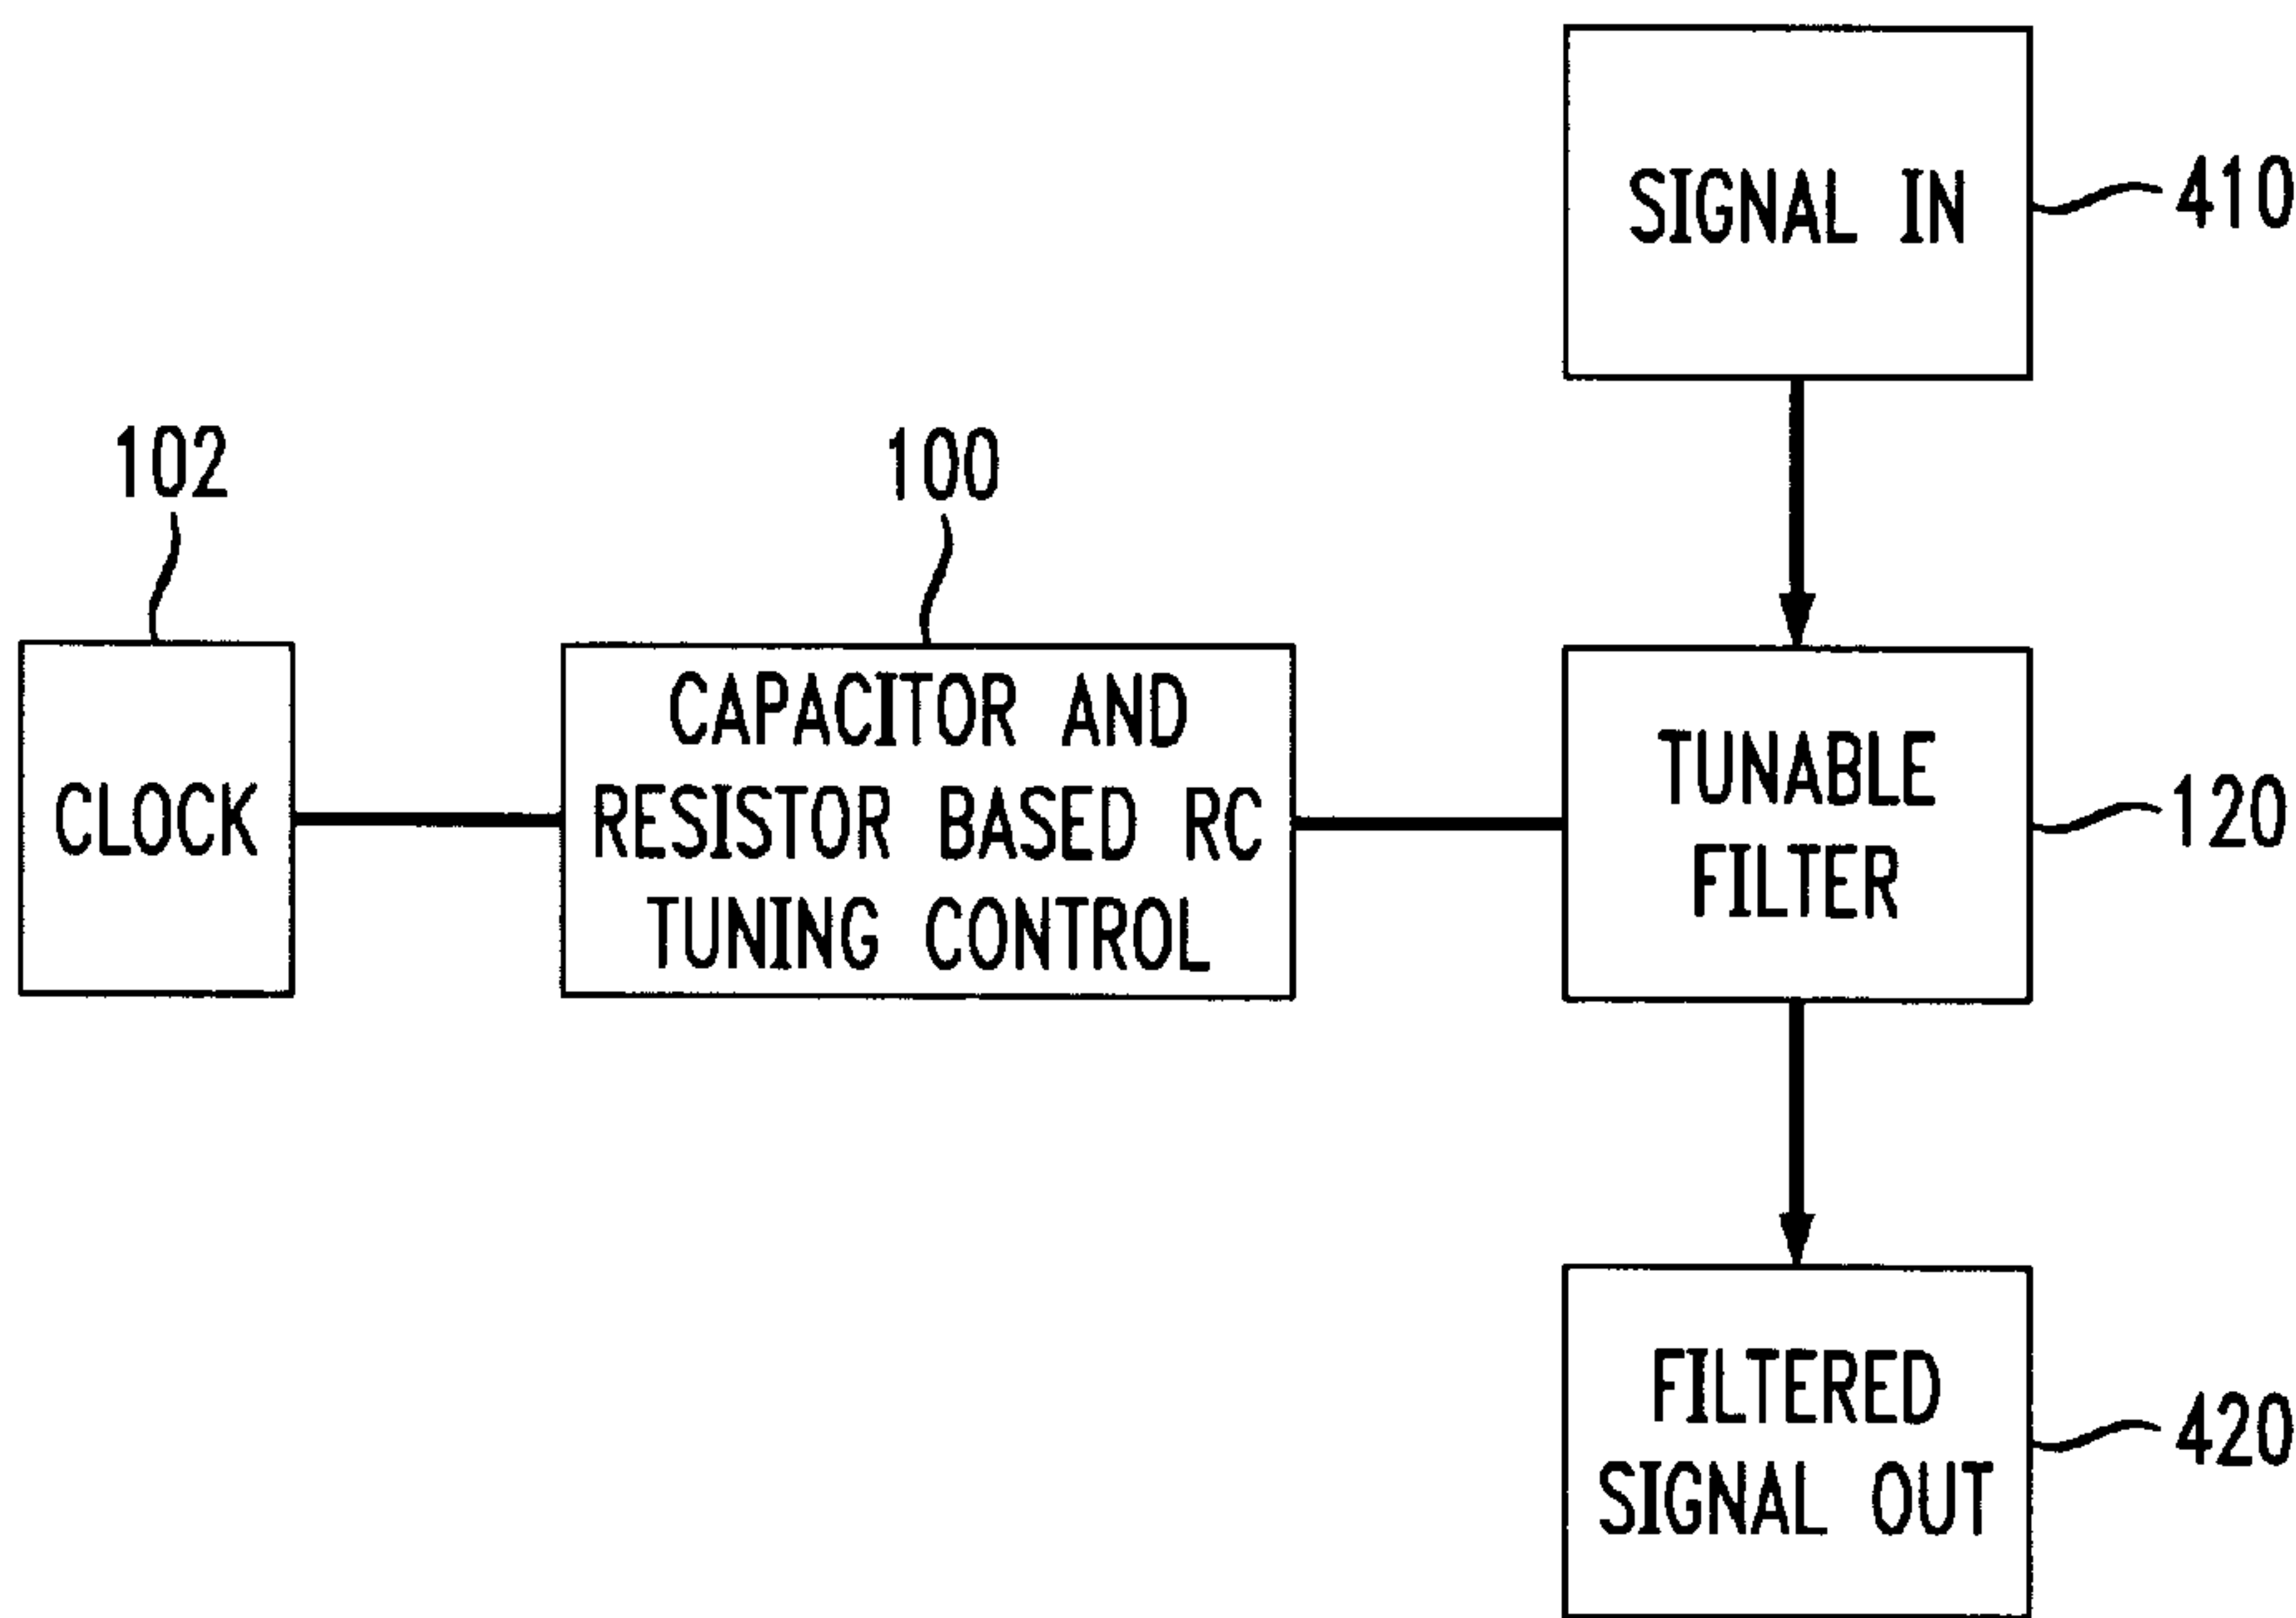 SIGNAL IN
410
102
100
CLOCK
CAPACITOR AND
RESISTOR BASED RC
TUNING CONTROL
TUNABLE
FILTER
120
FILTERED
SIGNAL OUT
420